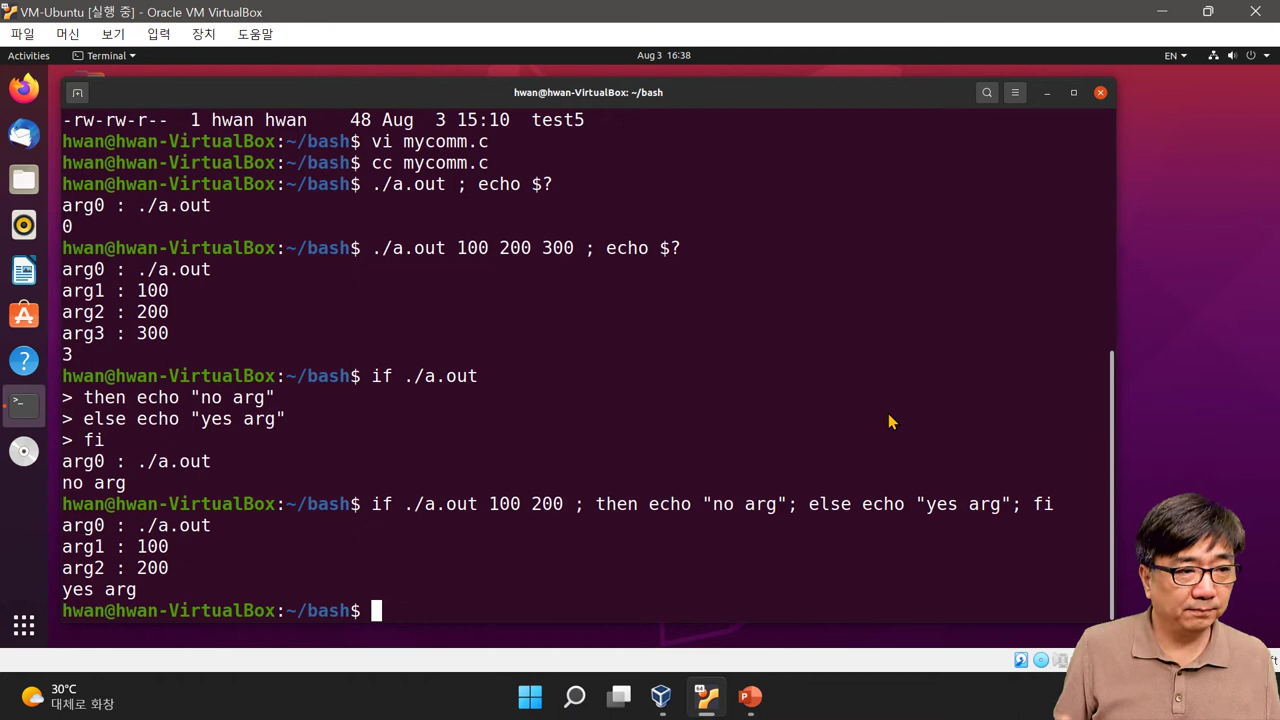 VM-Ubuntu [실행 중] - Oracle VM VirtualBox
파일 머신 보기 입력 장치 도움말
Activities Terminal Aug 3 16:38 EN
hwan@hwan-VirtualBox: ~/bash
-rw-rw-r-- 1 hwan hwan 48 Aug 3 15:10 test5
hwan@hwan-VirtualBox:~/bash$ vi mycomm.c
hwan@hwan-VirtualBox:~/bash$ cc mycomm.c
hwan@hwan-VirtualBox:~/bash$ ./a.out ; echo $?
arg0 : ./a.out
0
hwan@hwan-VirtualBox:~/bash$ ./a.out 100 200 300 ; echo $?
arg0 : ./a.out
arg1 : 100
arg2 : 200
arg3 : 300
3
hwan@hwan-VirtualBox:~/bash$ if ./a.out
> then echo "no arg"
> else echo "yes arg"
> fi
arg0 : ./a.out
no arg
hwan@hwan-VirtualBox:~/bash$ if ./a.out 100 200 ; then echo "no arg"; else echo "yes arg"; fi
arg0 : ./a.out
arg1 : 100
arg2 : 200
yes arg
hwan@hwan-VirtualBox:~/bash$
30°C
대체로 화창